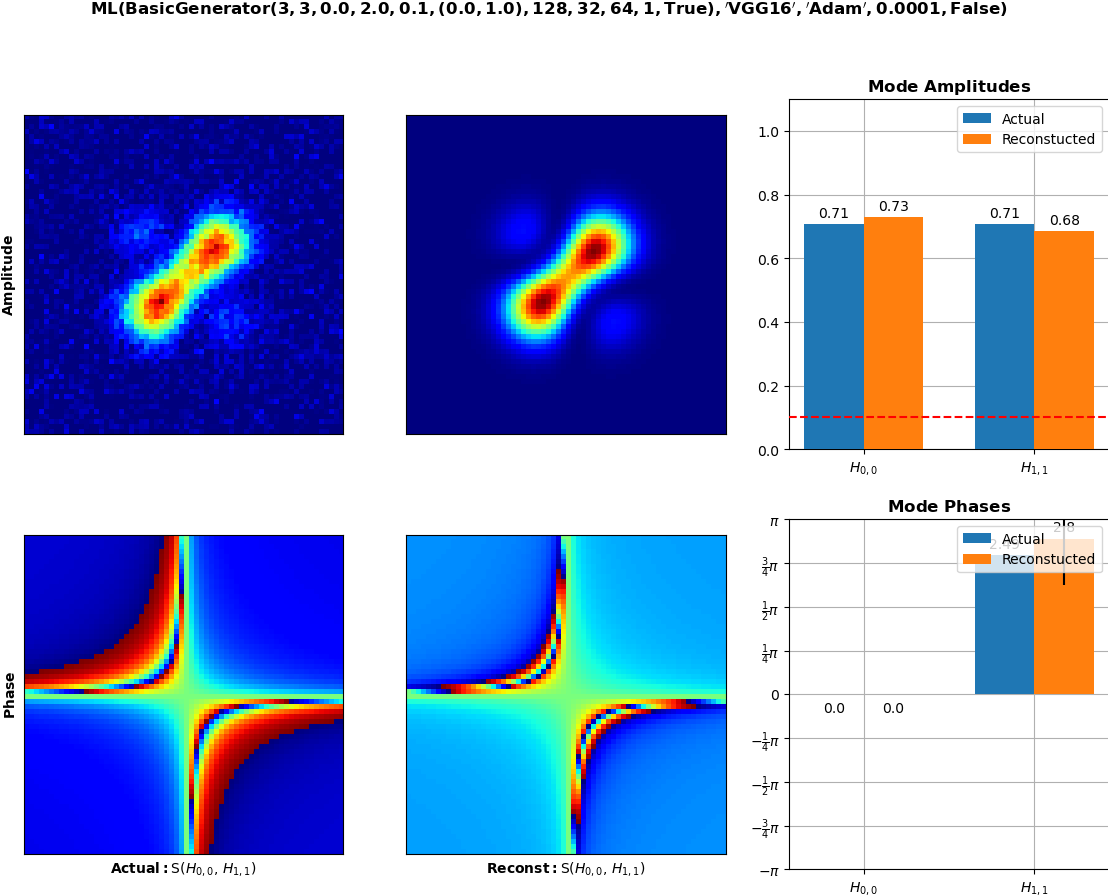 ML(BasicGenerator(3, 3, 0.0, 2.0, 0.1, (0.0, 1.0), 128, 32, 64, 1, True), ′VGG16′, ′Adam′, 0.0001, False)
Amplitude
Mode Amplitudes
Actual
Reconstucted
1.0
0.8
0.6
0.4
0.2
0.0
0.71
0.73
0.71
0.68
H0, 0
H1, 1
Phase
Actual: S(H0, 0, H1, 1)
Reconst: S(H0, 0, H1, 1)
Mode Phases
Actual
Reconstucted
π
3/4π
1/2π
1/4π
0
−1/4π
−1/2π
−3/4π
−π
0.0
0.0
2.8
H0, 0
H1, 1